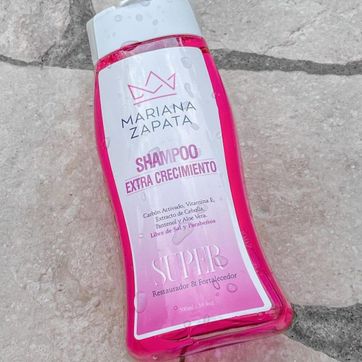 MARIANA
ZAPATA
SHAMPOO
EXTRA CRECIMIENTO
Carbón Activado, Vitamina E,
Extracto de Cebolla,
Pantenol y Aloe Vera.
Libre de Sal y Parabenos
SUPER
Restaurador & Fortalecedor